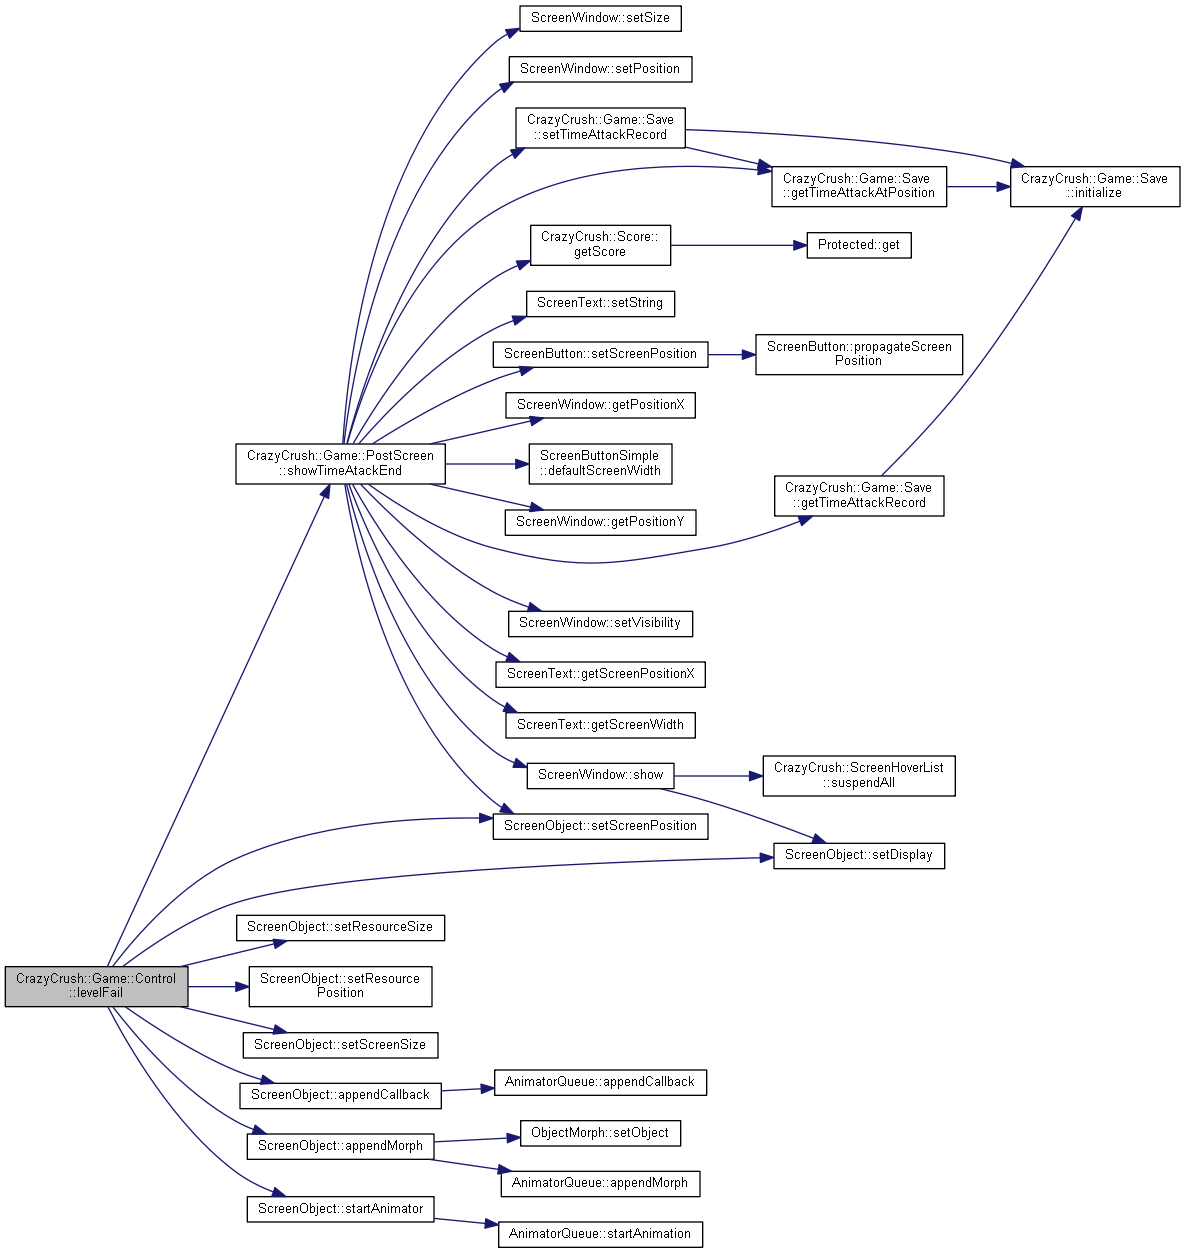 ScreenWindow::setSize
ScreenWindow::setPosition
CrazyCrush::Game::Save
::setTimeAttackRecord
CrazyCrush::Game::Save
::getTimeAttackAtPosition
CrazyCrush::Game::Save
::initialize
CrazyCrush::Score::
getScore
Protected::get
ScreenText::setString
ScreenButton::setScreenPosition
ScreenButton::propagateScreen
Position
ScreenWindow::getPositionX
CrazyCrush::Game::PostScreen
::showTimeAtackEnd
ScreenButtonSimple
::defaultScreenWidth
CrazyCrush::Game::Save
::getTimeAttackRecord
ScreenWindow::getPositionY
ScreenWindow::setVisibility
ScreenText::getScreenPositionX
ScreenText::getScreenWidth
ScreenWindow::show
CrazyCrush::ScreenHoverList
::suspendAll
ScreenObject::setScreenPosition
ScreenObject::setDisplay
ScreenObject::setResourceSize
CrazyCrush::Game::Control
::levelFail
ScreenObject::setResource
Position
ScreenObject::setScreenSize
ScreenObject::appendCallback
AnimatorQueue::appendCallback
ScreenObject::appendMorph
ObjectMorph::setObject
AnimatorQueue::appendMorph
ScreenObject::startAnimator
AnimatorQueue::startAnimation